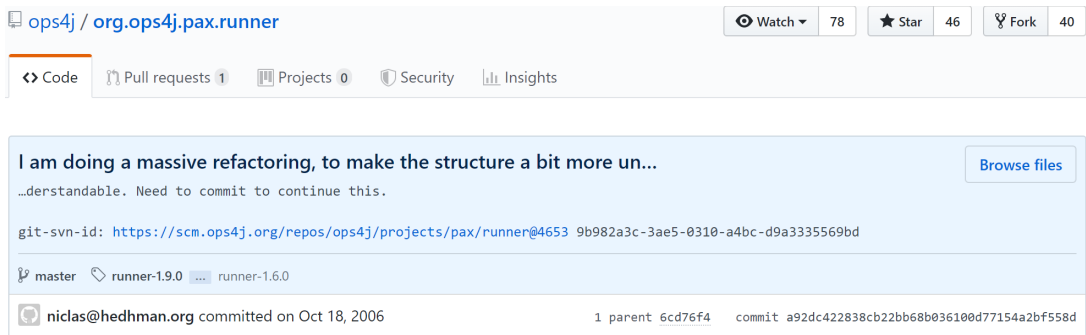 ops4j / org.ops4j.pax.runner Watch 78 Star 46 Fork 40
Code Pull requests 1 Projects 0 Security Insights
I am doing a massive refactoring, to make the structure a bit more un...
Browse files
…derstandable. Need to commit to continue this.
git-svn-id: https://scm.ops4j.org/repos/ops4j/projects/pax/runner@4653 9b982a3c-3ae5-0310-a4bc-d9a3335569bd
master runner-1.9.0 ... runner-1.6.0
niclas@hedhman.org committed on Oct 18, 2006 1 parent 6cd76f4 commit a92dc422838cb22bb68b036100d77154a2bf558d